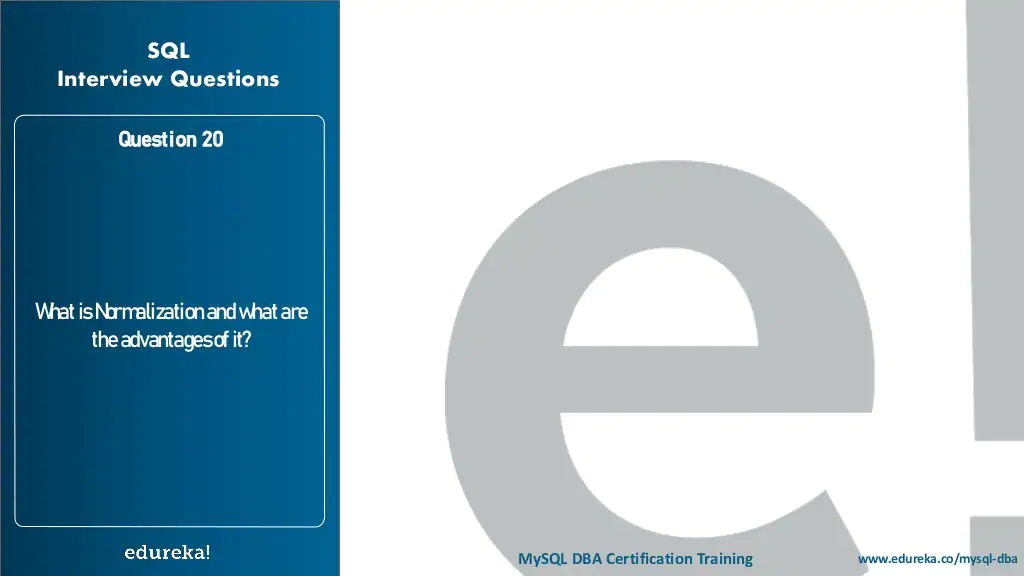 SQL
Interview Questions
Question 20
What is Normalization and what are
the advantages of it?
edureka!
e!
MySQL DBA Certification Training
www.edureka.co/mysql-dba